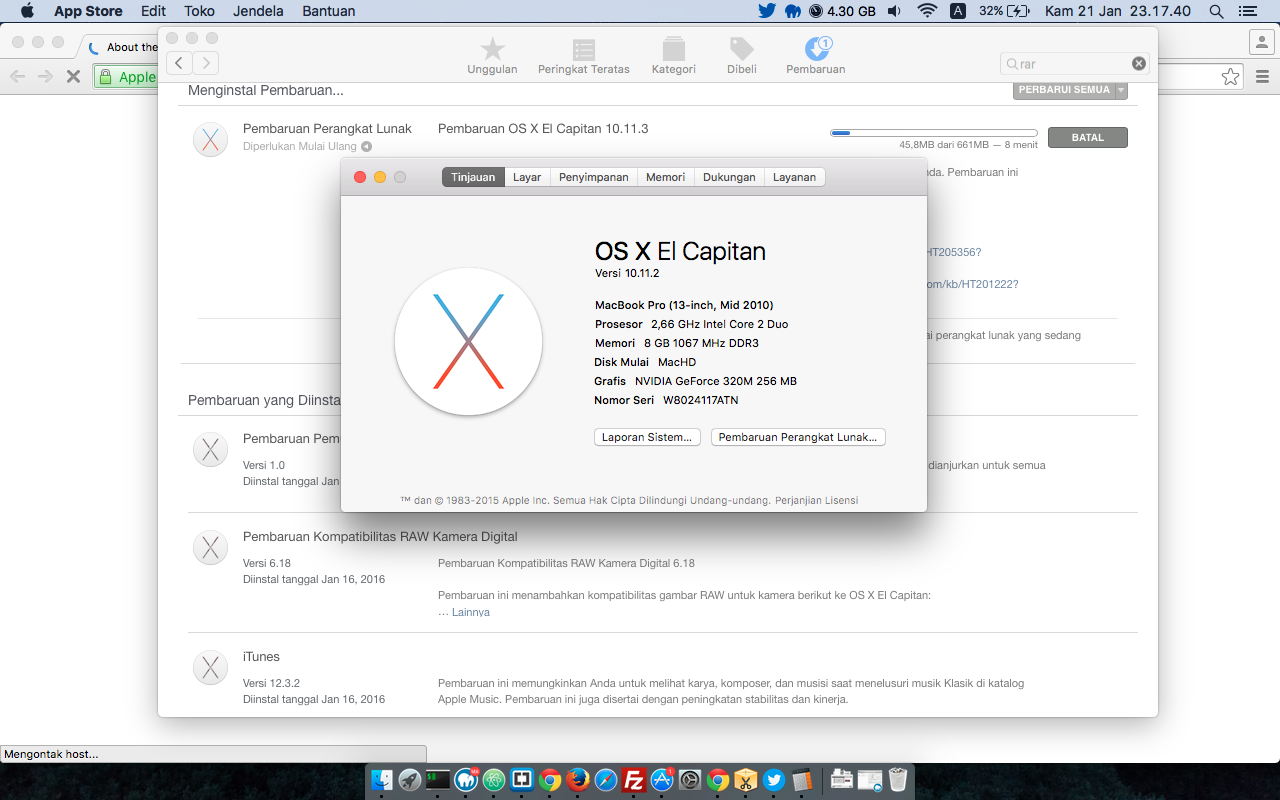 App Store Edit Toko Jendela Bantuan 4.30 GB A 32% Kam 21 Jan 23.17.40
About the
Unggulan Peringkat Teratas Kategori Dibeli Pembaruan 1
rar
Apple
Menginstal Pembaruan...
PERBARUI SEMUA
Pembaruan Perangkat Lunak
Diperlukan Mulai Ulang
Pembaruan OS X El Capitan 10.11.3
45,8MB dari 661MB — 8 menit
BATAL
nda. Pembaruan ini
HT205356?
om/kb/HT201222?
ai perangkat lunak yang sedang
Tinjauan Layar Penyimpanan Memori Dukungan Layanan
OS X El Capitan
Versi 10.11.2
MacBook Pro (13-inch, Mid 2010)
Prosesor 2,66 GHz Intel Core 2 Duo
Memori 8 GB 1067 MHz DDR3
Disk Mulai MacHD
Grafis NVIDIA GeForce 320M 256 MB
Nomor Seri W8024117ATN
Laporan Sistem... Pembaruan Perangkat Lunak...
™ dan © 1983-2015 Apple Inc. Semua Hak Cipta Dilindungi Undang-undang. Perjanjian Lisensi
Pembaruan yang Diinsta
Pembaruan Pem
Versi 1.0
Diinstal tanggal Jan
dianjurkan untuk semua
Pembaruan Kompatibilitas RAW Kamera Digital
Versi 6.18
Diinstal tanggal Jan 16, 2016
Pembaruan Kompatibilitas RAW Kamera Digital 6.18
Pembaruan ini menambahkan kompatibilitas gambar RAW untuk kamera berikut ke OS X El Capitan:
... Lainnya
iTunes
Versi 12.3.2
Diinstal tanggal Jan 16, 2016
Pembaruan ini memungkinkan Anda untuk melihat karya, komposer, dan musisi saat menelusuri musik Klasik di katalog
Apple Music. Pembaruan ini juga disertai dengan peningkatan stabilitas dan kinerja.
Mengontak host...